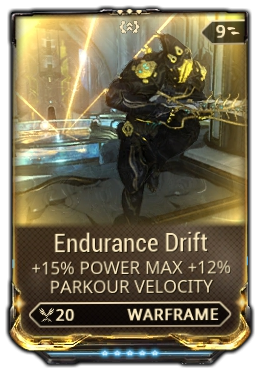 9
Endurance Drift
+15% POWER MAX +12%
PARKOUR VELOCITY
20 WARFRAME